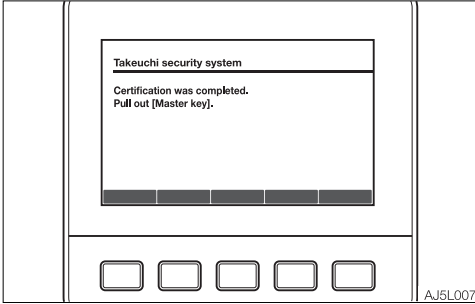 Takeuchi security system
Certification was completed.
Pull out [Master key].
AJ5L007